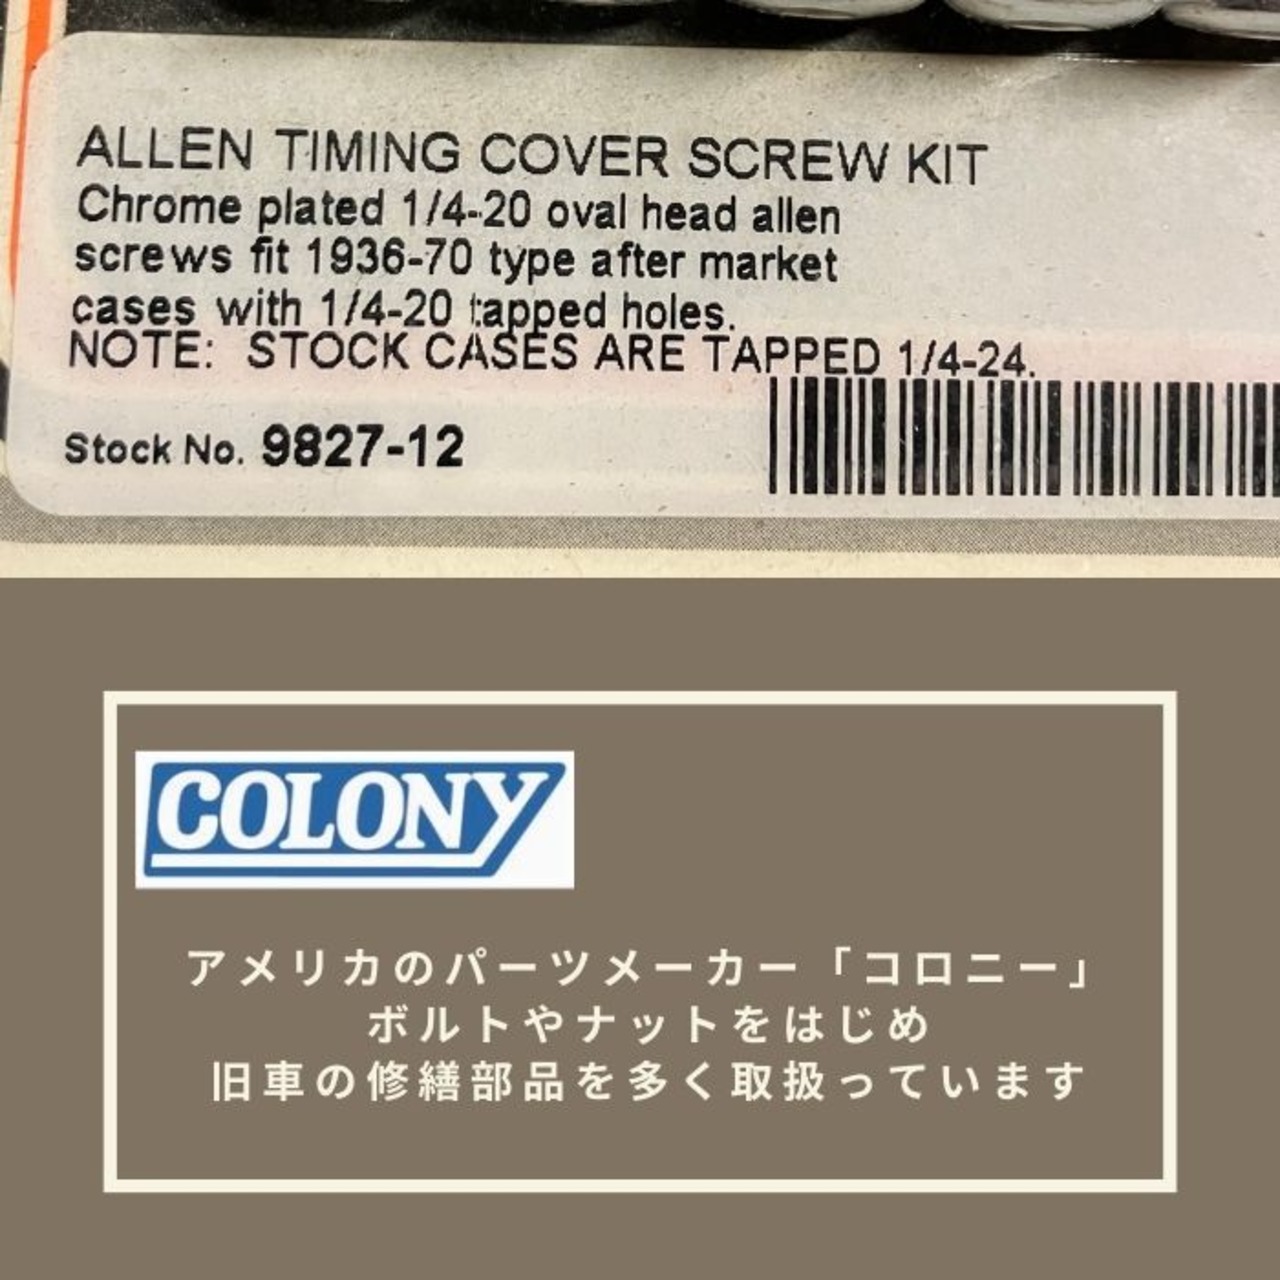 ALLEN TIMING COVER SCREW KIT
Chrome plated 1/4-20 oval head allen
screws fit 1936-70 type after market
cases with 1/4-20 tapped holes.
NOTE: STOCK CASES ARE TAPPED 1/4-24.
Stock No. 9827-12
COLONY
アメリカのパーツメーカー「コロニー」
ボルトやナットをはじめ
旧車の修繕部品を多く取扱っています